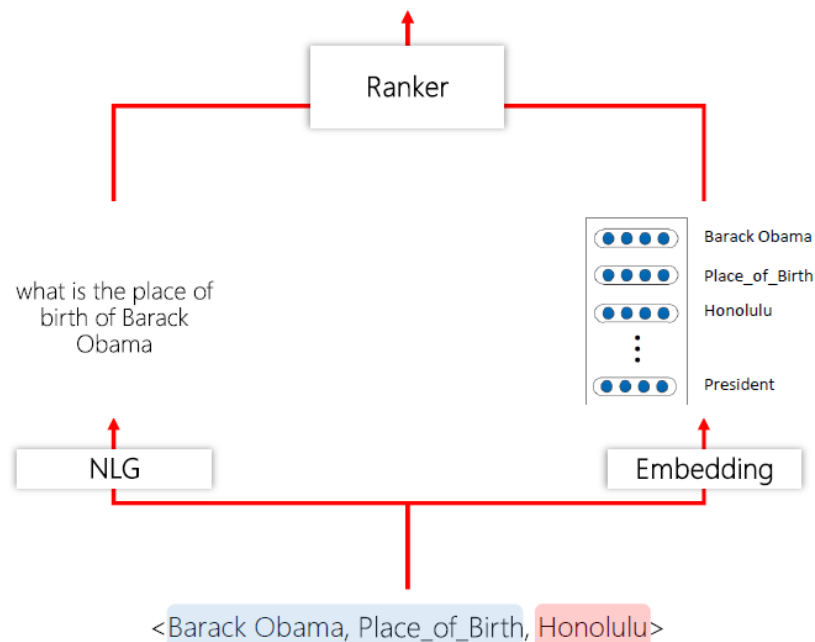 Ranker
what is the place of
birth of Barack
Obama
Barack Obama
Place_of_Birth
Honolulu
President
NLG
Embedding
<Barack Obama, Place_of_Birth, Honolulu>